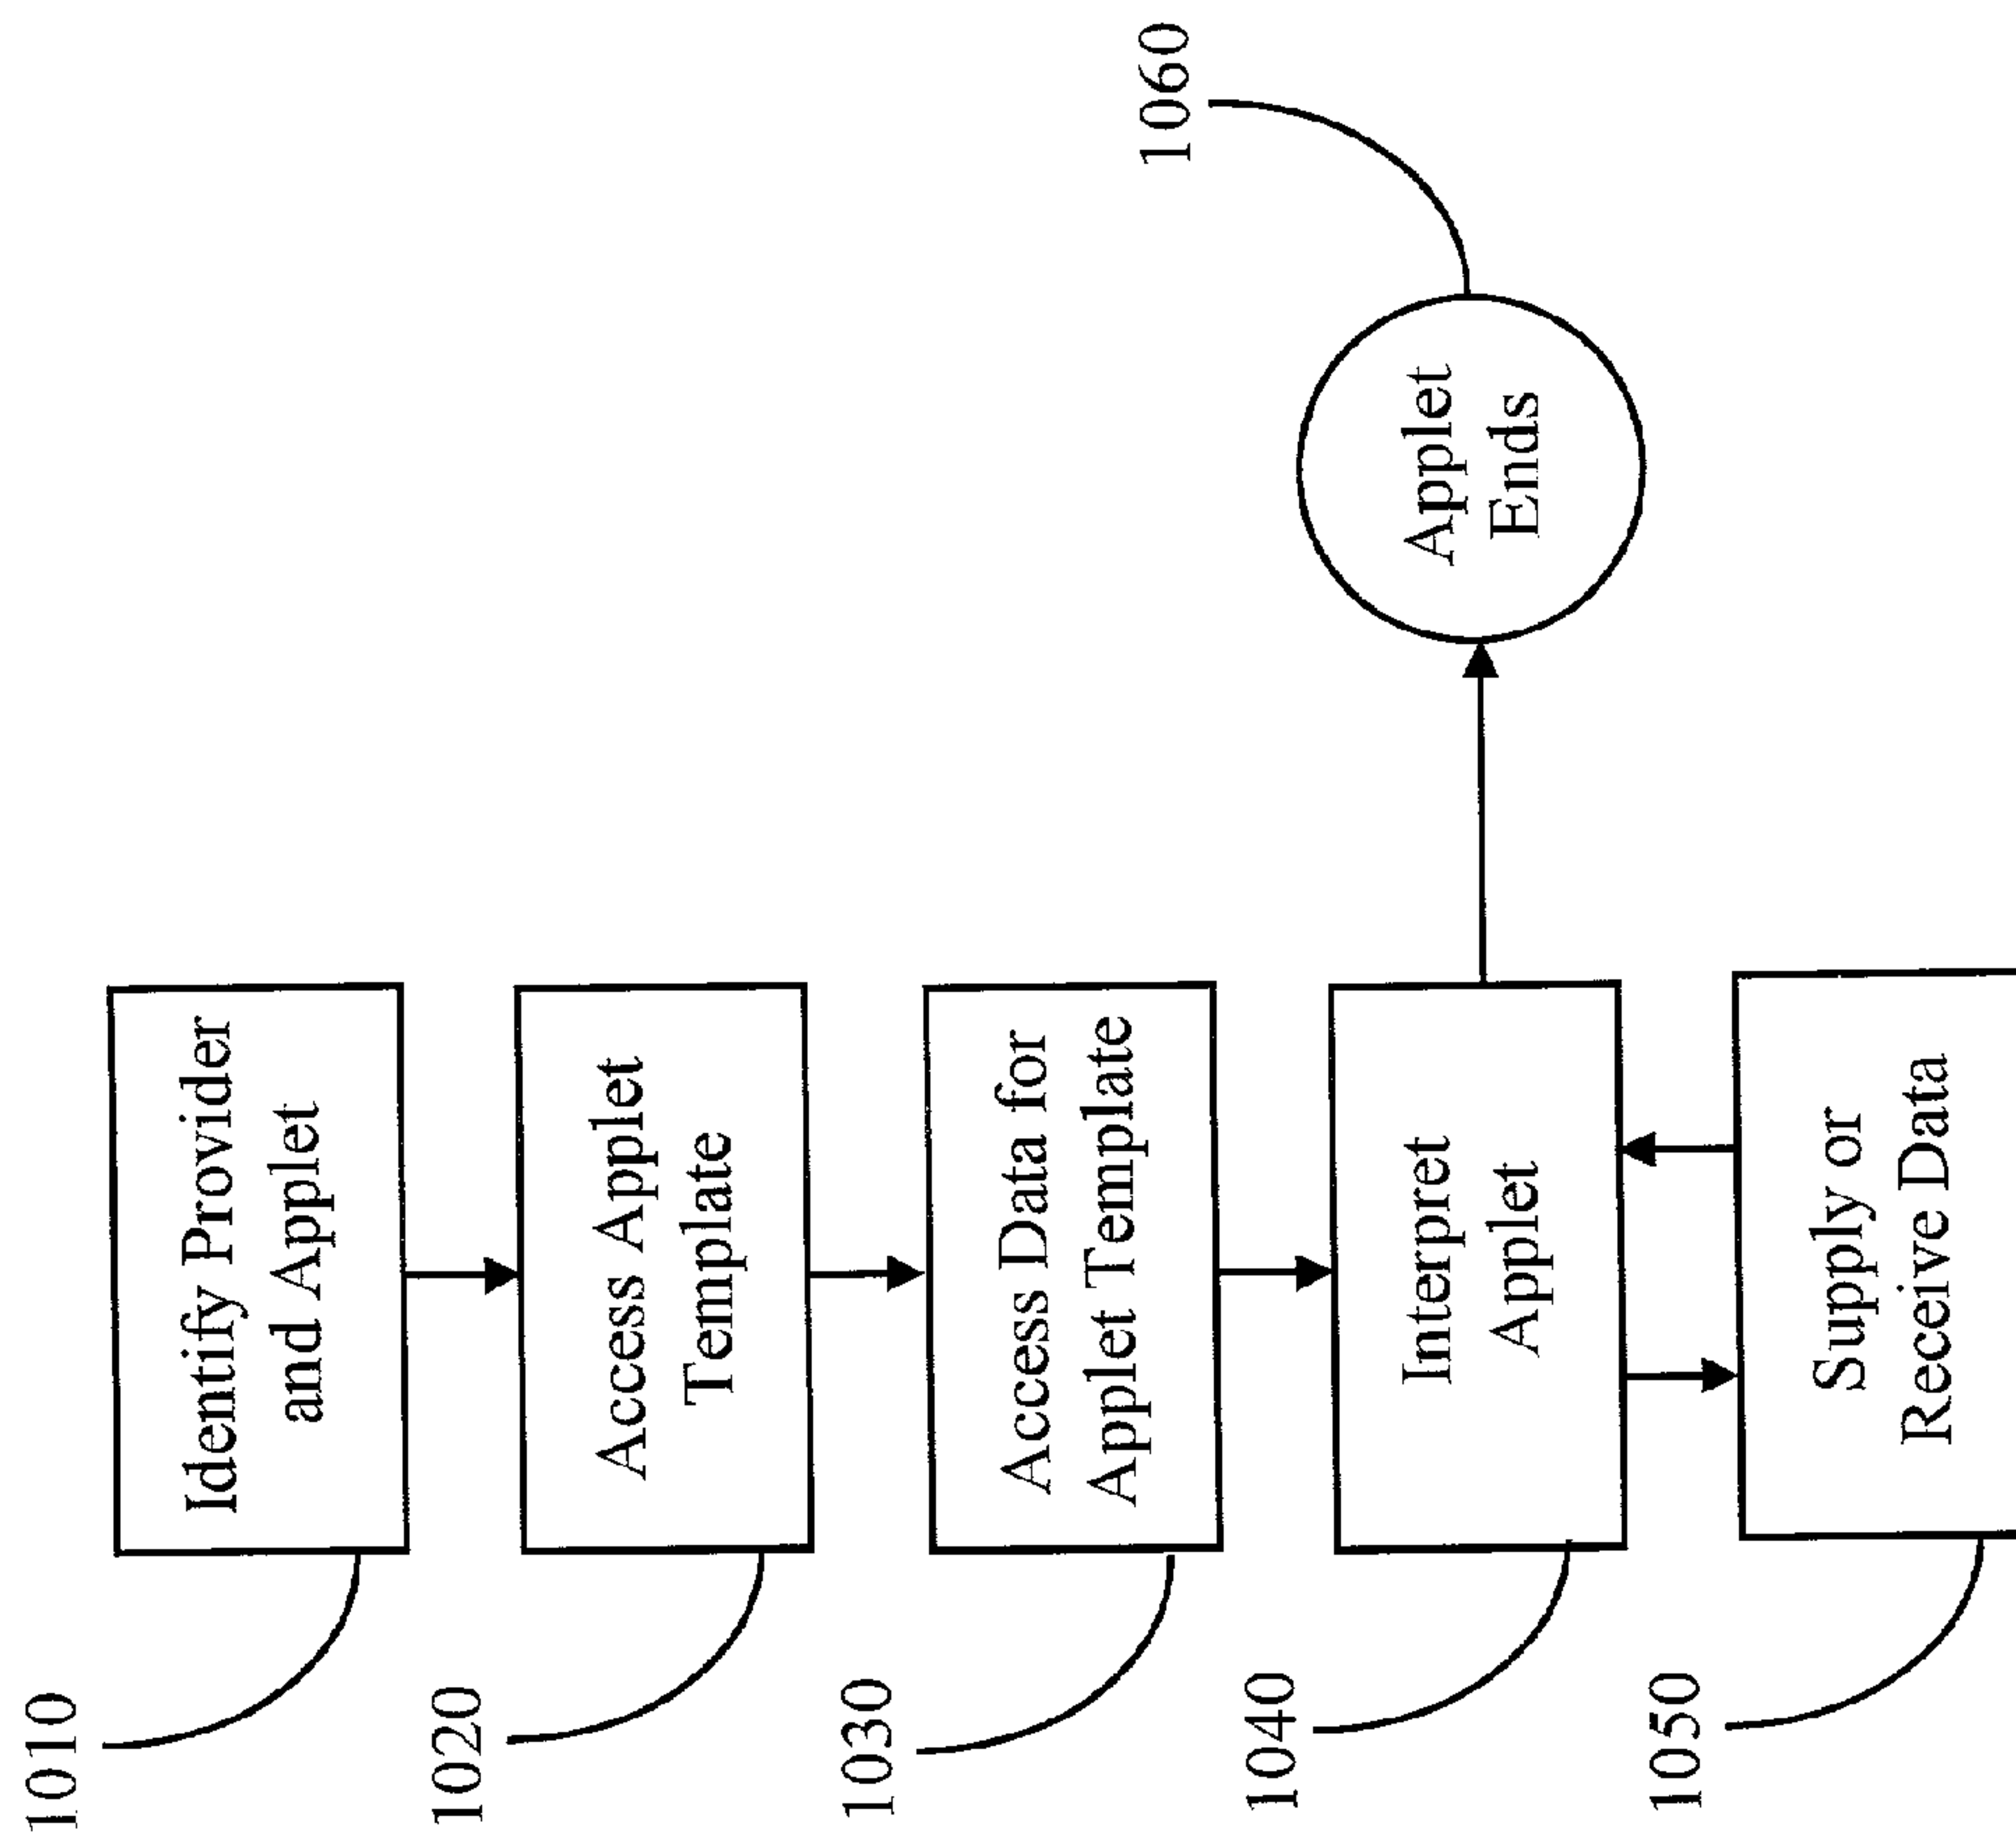 1010
Identify Provider
and Applet
1020
Access Applet
Template
1030
Access Data for
Applet Template
1040
Interpret
Applet
1050
Supply or
Receive Data
Applet
Ends
1060